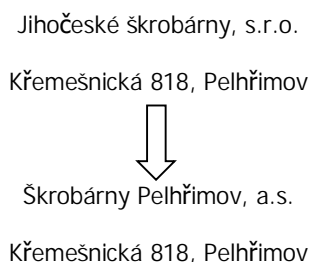 Jihočeské škrobárny, s.r.o.
Křemešnická 818, Pelhřimov
Škrobárny Pelhřimov, a.s.
Křemešnická 818, Pelhřimov